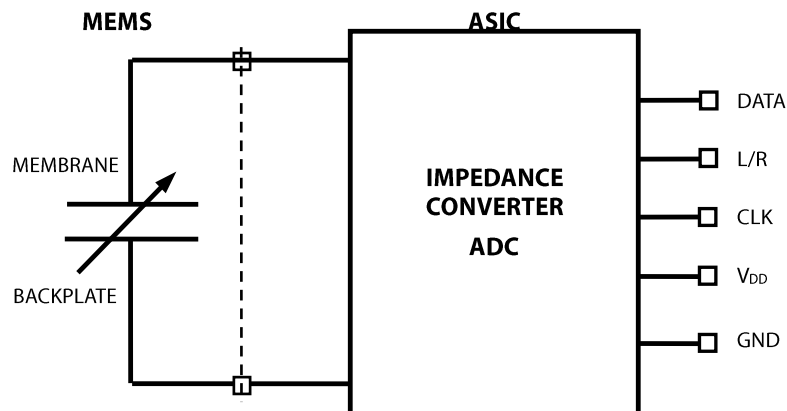 MEMS
ASIC
MEMBRANE
BACKPLATE
IMPEDANCE
CONVERTER
ADC
DATA
L/R
CLK
VDD
GND